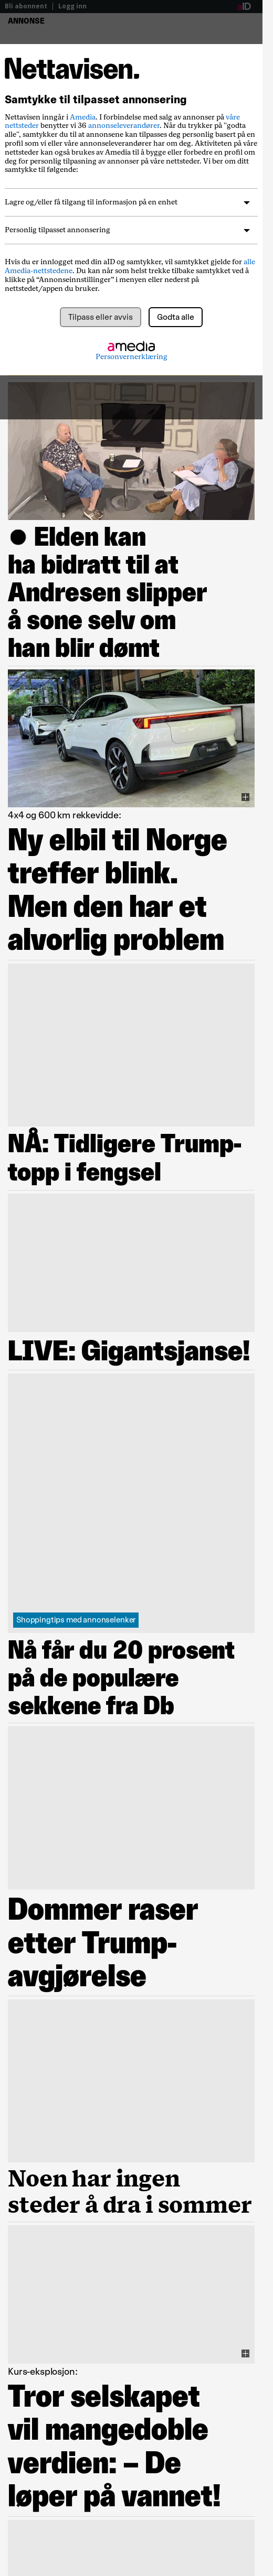 Bli abonnent | Logg inn
aID
ANNONSE
Nettavisen.
Samtykke til tilpasset annonsering
Nettavisen inngår i Amedia. I forbindelse med salg av annonser på våre
nettsteder benytter vi 36 annonseleverandører. Når du trykker på "godta
alle", samtykker du til at annonsene kan tilpasses deg personlig basert på en
profil som vi eller våre annonseleverandører har om deg. Aktiviteten på våre
nettsteder kan også brukes av Amedia til å bygge eller forbedre en profil om
deg for personlig tilpasning av annonser på våre nettsteder. Vi ber om ditt
samtykke til følgende:
Lagre og/eller få tilgang til informasjon på en enhet
Personlig tilpasset annonsering
Hvis du er innlogget med din aID og samtykker, vil samtykket gjelde for alle
Amedia-nettstedene. Du kan når som helst trekke tilbake samtykket ved å
klikke på “Annonseinnstillinger” i menyen eller nederst på
nettstedet/appen du bruker.
Tilpass eller avvis
Godta alle
amedia
Personvernerklæring
Elden kan
ha bidratt til at
Andresen slipper
å sone selv om
han blir dømt
4x4 og 600 km rekkevidde:
Ny elbil til Norge
treffer blink.
Men den har et
alvorlig problem
NÅ: Tidligere Trump-
topp i fengsel
LIVE: Gigantsjanse!
Shoppingtips med annonselenker
Nå får du 20 prosent
på de populære
sekkene fra Db
Dommer raser
etter Trump-
avgjørelse
Noen har ingen
steder å dra i sommer
Kurs-eksplosjon:
Tror selskapet
vil mangedoble
verdien: – De
løper på vannet!